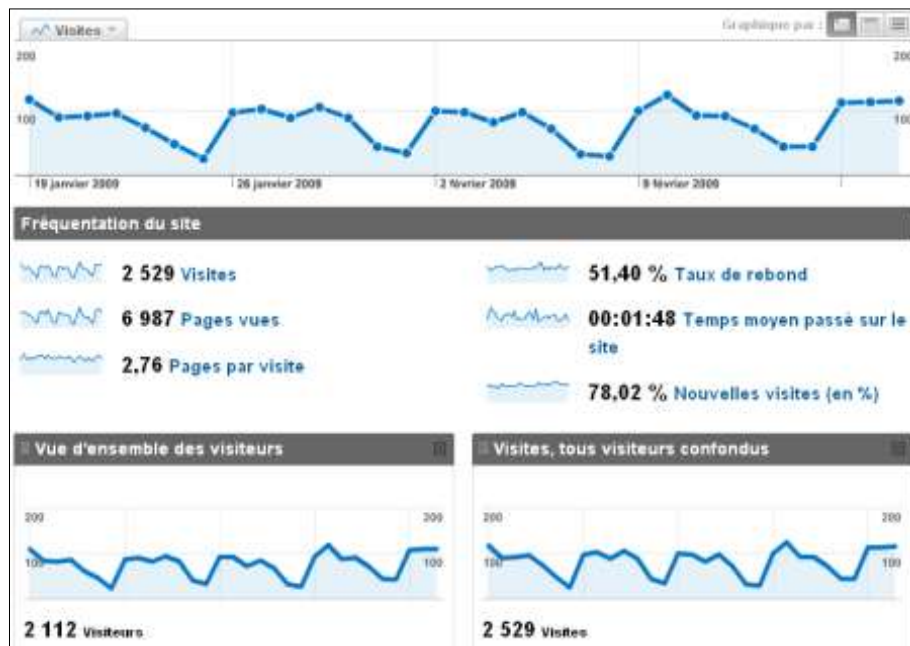 Visites
Graphique par :
200 200
100 100
19 janvier 2009 26 janvier 2009 2 février 2009 9 février 2009
Fréquentation du site
2 529 Visites
6 987 Pages vues
2,76 Pages par visite
51,40 % Taux de rebond
00:01:48 Temps moyen passé sur le
site
78,02 % Nouvelles visites (en %)
Vue d'ensemble des visiteurs
200 200
100 100
2 112 Visiteurs
Visites, tous visiteurs confondus
200 200
100 100
2 529 Visites